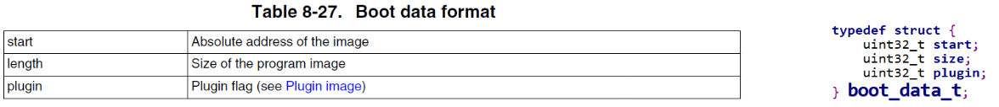 Table 8-27. Boot data format
start Absolute address of the image
length Size of the program image
plugin Plugin flag (see Plugin image)
typedef struct {
uint32_t start;
uint32_t size;
uint32_t plugin;
} boot_data_t;